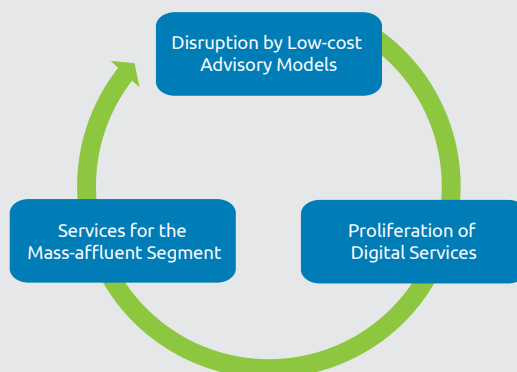 Disruption by Low-cost
Advisory Models
Services for the
Mass-affluent Segment
Proliferation of
Digital Services